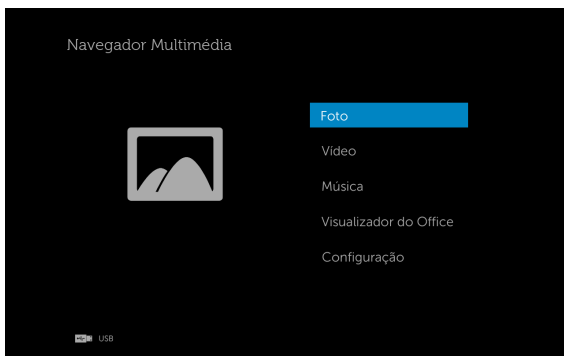 Navegador Multimédia
Foto
Vídeo
Música
Visualizador do Office
Configuração
USB